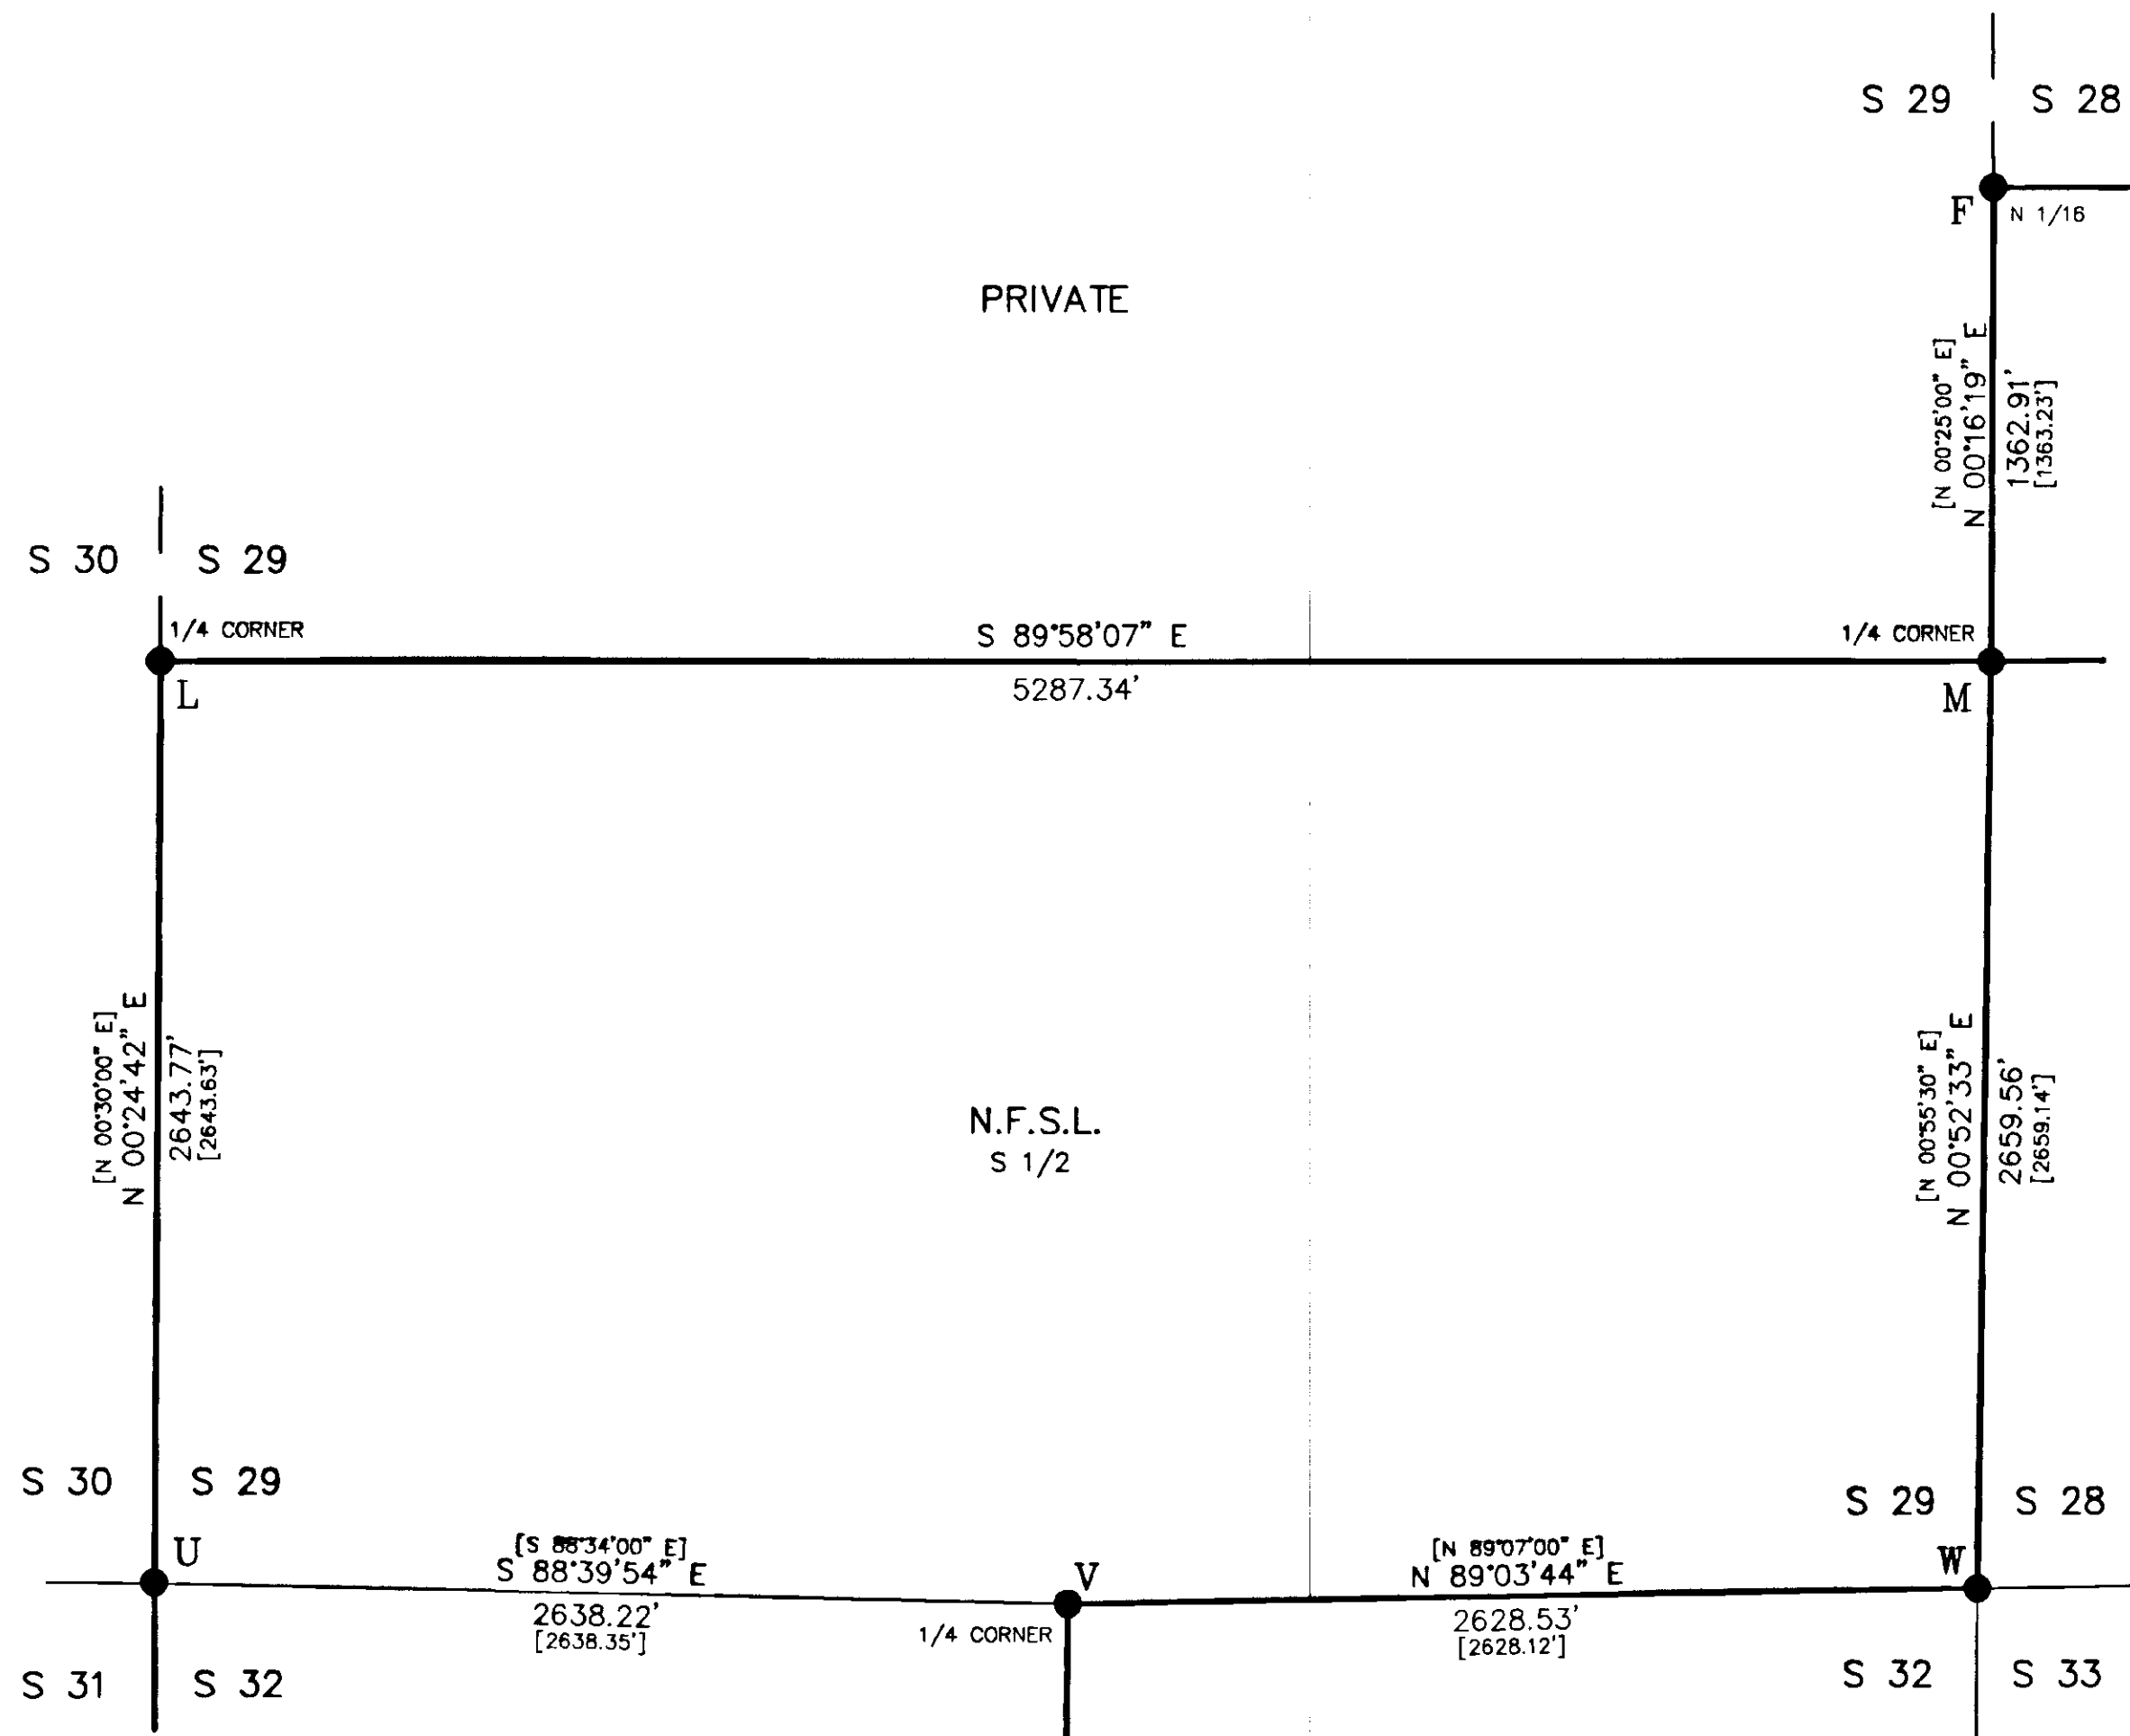 S 29 S 28
F N 1/16
PRIVATE
[N 00°25'00" E]
N 00°16'19" E
1362.91'
[1363.23']
S 30 S 29
1/4 CORNER
S 89°58'07" E
1/4 CORNER
L
5287.34'
M
[N 00°30'00" E]
N 00°24'42" E
2643.77'
[2643.63']
N.F.S.L.
S 1/2
[N 00°55'30" E]
N 00°52'33" E
2659.56'
[2659.14']
S 30 S 29
S 29 S 28
U
[S 88°34'00" E]
S 88°39'54" E
V
[N 89°07'00" E]
N 89°03'44" E
W
2638.22'
[2638.35']
1/4 CORNER
2628.53'
[2628.12']
S 31 S 32
S 32 S 33